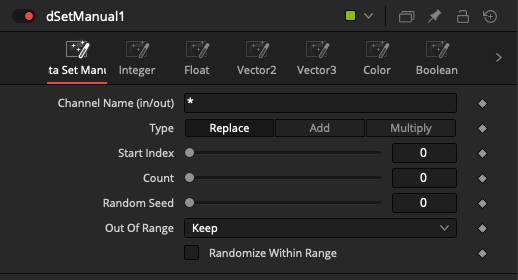 dSetManual1
ta Set Manu Integer Float Vector2 Vector3 Color Boolean
Channel Name (in/out) *
Type Replace Add Multiply
Start Index 0
Count 0
Random Seed 0
Out Of Range Keep
Randomize Within Range